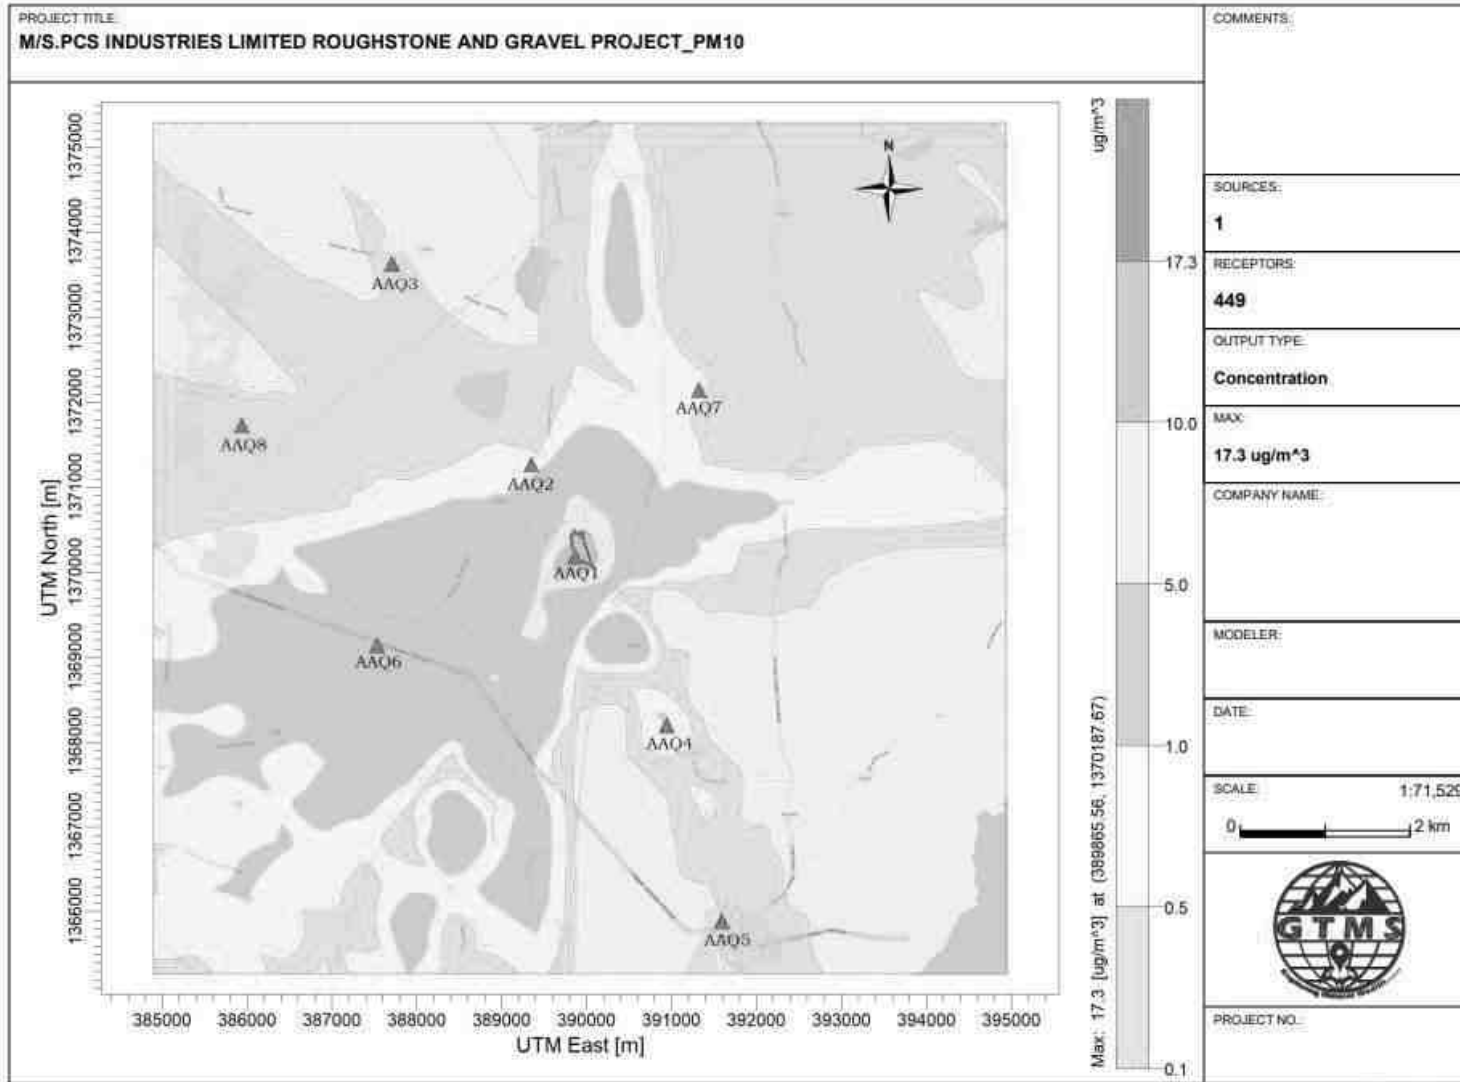 PROJECT TITLE:
M/S.PCS INDUSTRIES LIMITED ROUGHSTONE AND GRAVEL PROJECT_PM10
COMMENTS:
SOURCES:
1
RECEPTORS:
449
OUTPUT TYPE:
Concentration
MAX:
17.3 ug/m^3
COMPANY NAME:
MODELER:
DATE:
SCALE:
1:71,529
0
2 km
GTMS
PROJECT NO.:
UTM North [m]
1375000
1374000
1373000
1372000
1371000
1370000
1369000
1368000
1367000
1366000
N
AAQ3
AAQ7
AAQ8
AAQ2
AAQ1
AAQ6
AAQ4
AAQ5
385000
386000
387000
388000
389000
390000
391000
392000
393000
394000
395000
UTM East [m]
ug/m^3
17.3
10.0
5.0
1.0
0.5
0.1
Max: 17.3 [ug/m^3] at (389865.56, 1370187.67)